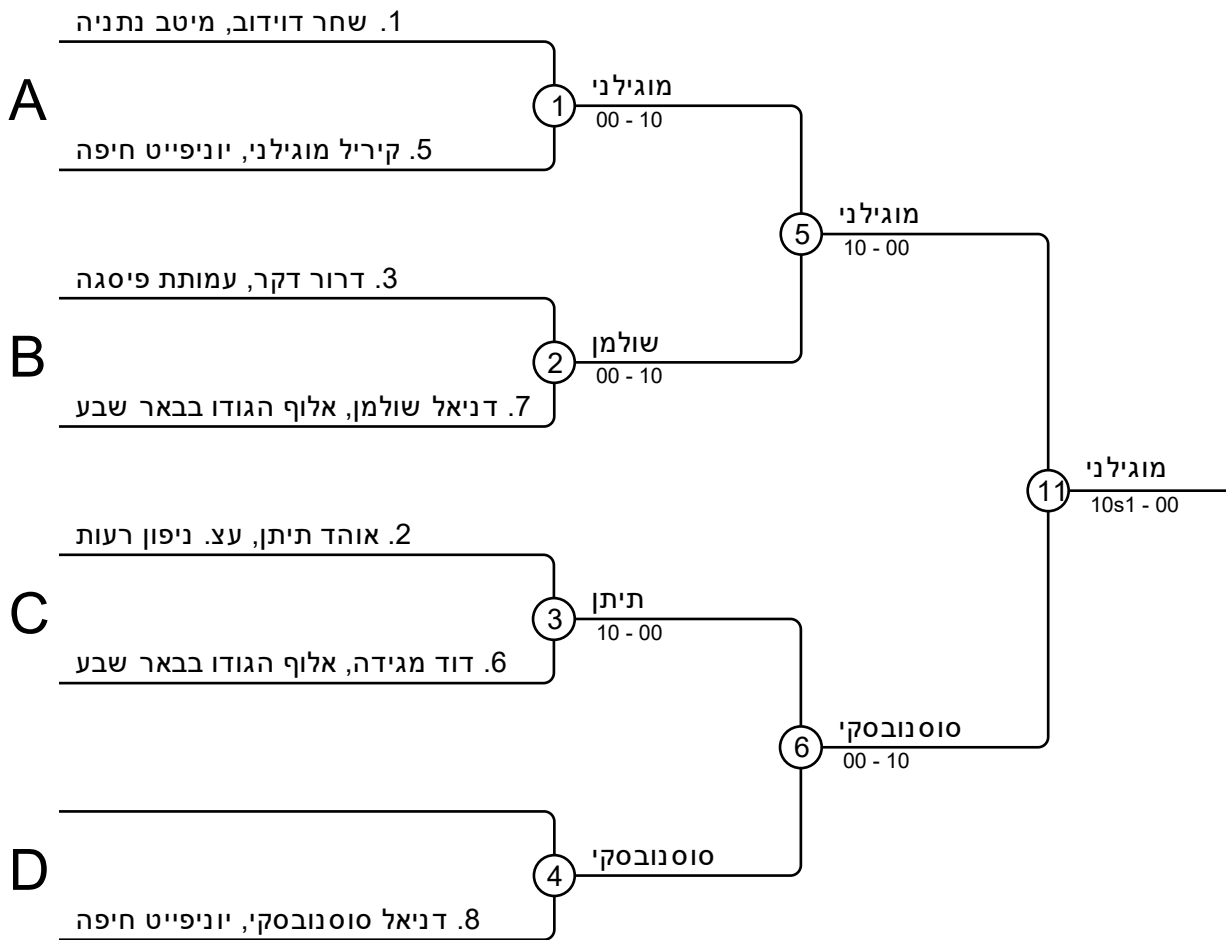 1. שחר דוידוב, מיטב נתניה
A
1
מוגילני
00 - 10
5. קיריל מוגילני, יוניפייט חיפה
5
מוגילני
10 - 00
3. דרור דקר, עמותת פיסגה
B
2
שולמן
00 - 10
7. דניאל שולמן, אלוף הגודו בבאר שבע
11
מוגילני
10s1 - 00
2. אוהד תיתן, עצ. ניפון רעות
C
3
תיתן
10 - 00
6. דוד מגידה, אלוף הגודו בבאר שבע
6
סוסנובסקי
00 - 10
D
4
סוסנובסקי
8. דניאל סוסנובסקי, יוניפייט חיפה